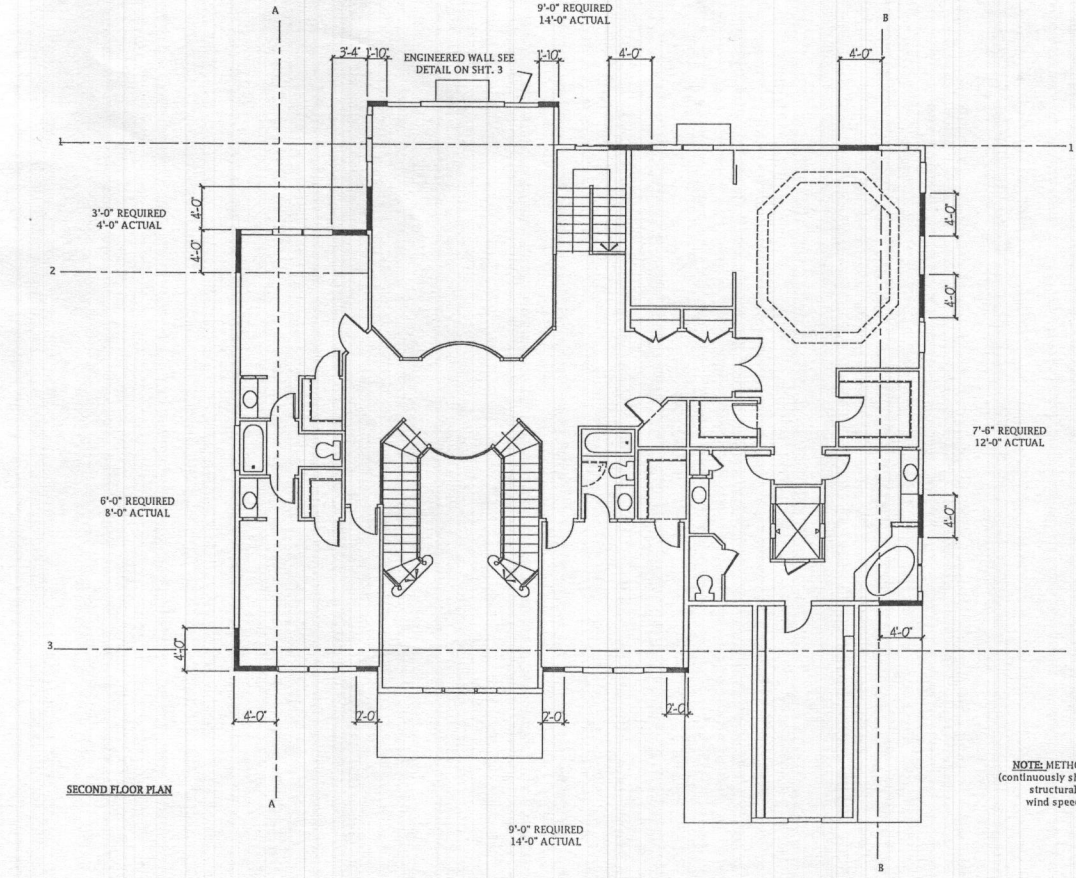 9'-0" REQUIRED
14'-0" ACTUAL
A
B
3'-4"
1'-10"
ENGINEERED WALL SEE
DETAIL ON SHT. 3
1'-10"
4'-0"
4'-0"
1
1
3'-0" REQUIRED
4'-0" ACTUAL
4'-0"
4'-0"
4'-0"
2
4'-0"
7'-6" REQUIRED
12'-0" ACTUAL
6'-0" REQUIRED
8'-0" ACTUAL
4'-0"
3
4'-0"
4'-0"
4'-0"
2'-0
2'-0
2'-0
NOTE: METHO
(continuously s
structural
wind spee
SECOND FLOOR PLAN
A
9'-0" REQUIRED
14'-0" ACTUAL
B